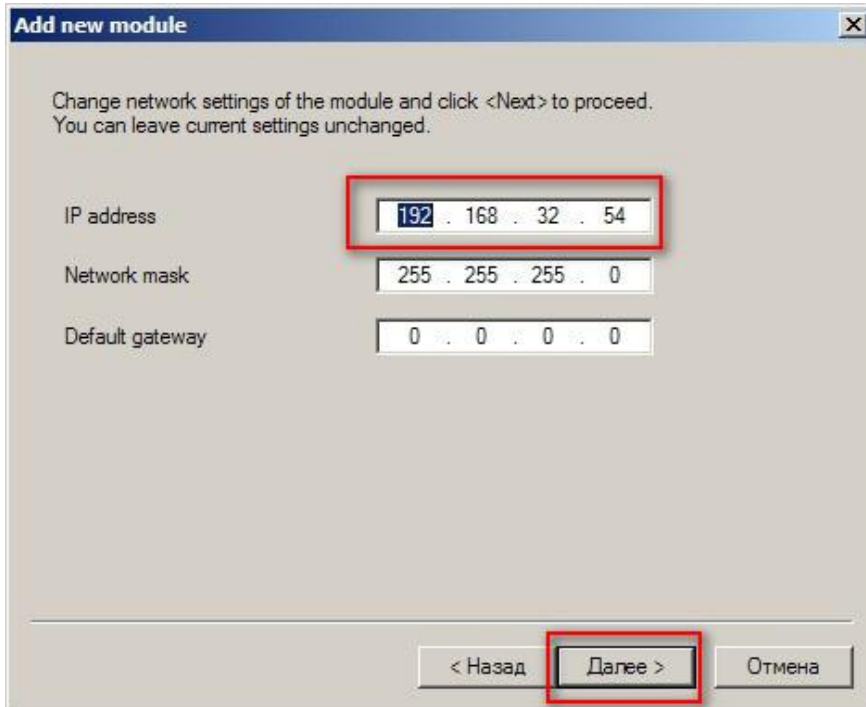 Add new module
Change network settings of the module and click <Next> to proceed.
You can leave current settings unchanged.
IP address 192 . 168 . 32 . 54
Network mask 255 . 255 . 255 . 0
Default gateway 0 . 0 . 0 . 0
< Назад Далее > Отмена